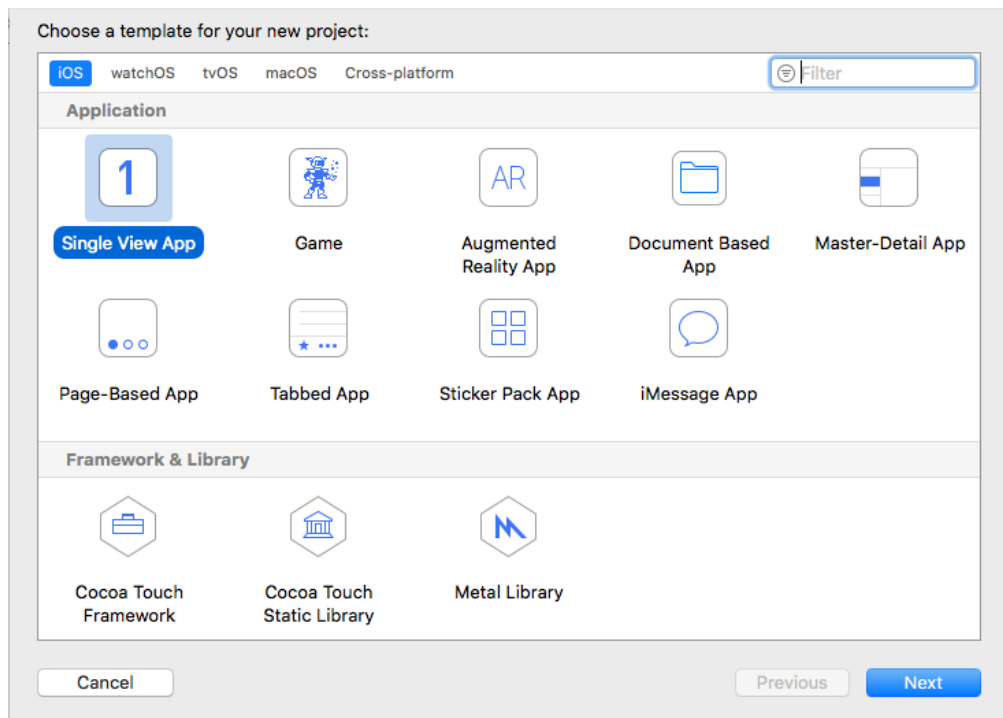 Choose a template for your new project:
iOS watchOS tvOS macOS Cross-platform Filter
Application
1 AR
Single View App Game Augmented Reality App Document Based App Master-Detail App
Page-Based App Tabbed App Sticker Pack App iMessage App
Framework & Library
Cocoa Touch Framework Cocoa Touch Static Library Metal Library
Cancel Previous Next